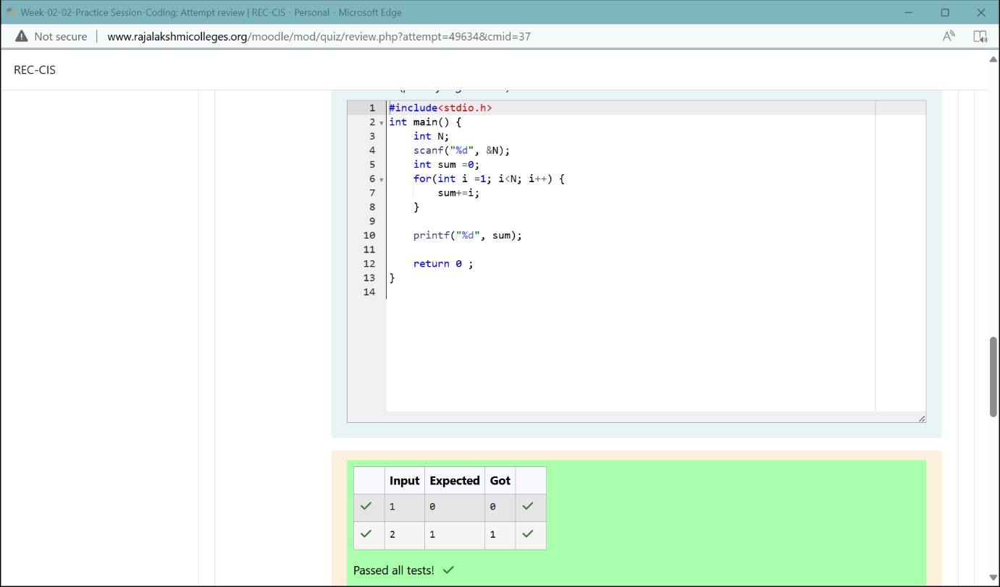 Week-02-02-Practice Session-Coding: Attempt review | REC-CIS - Personal - Microsoft Edge
Not secure | www.rajalakshmicolleges.org/moodle/mod/quiz/review.php?attempt=49634&cmid=37
REC-CIS
1 #include<stdio.h>
2 int main() {
3     int N;
4     scanf("%d", &N);
5     int sum =0;
6     for(int i =1; i<N; i++) {
7         sum+=i;
8     }
9
10     printf("%d", sum);
11
12     return 0 ;
13 }
14
Input Expected Got
1 0 0
2 1 1
Passed all tests!